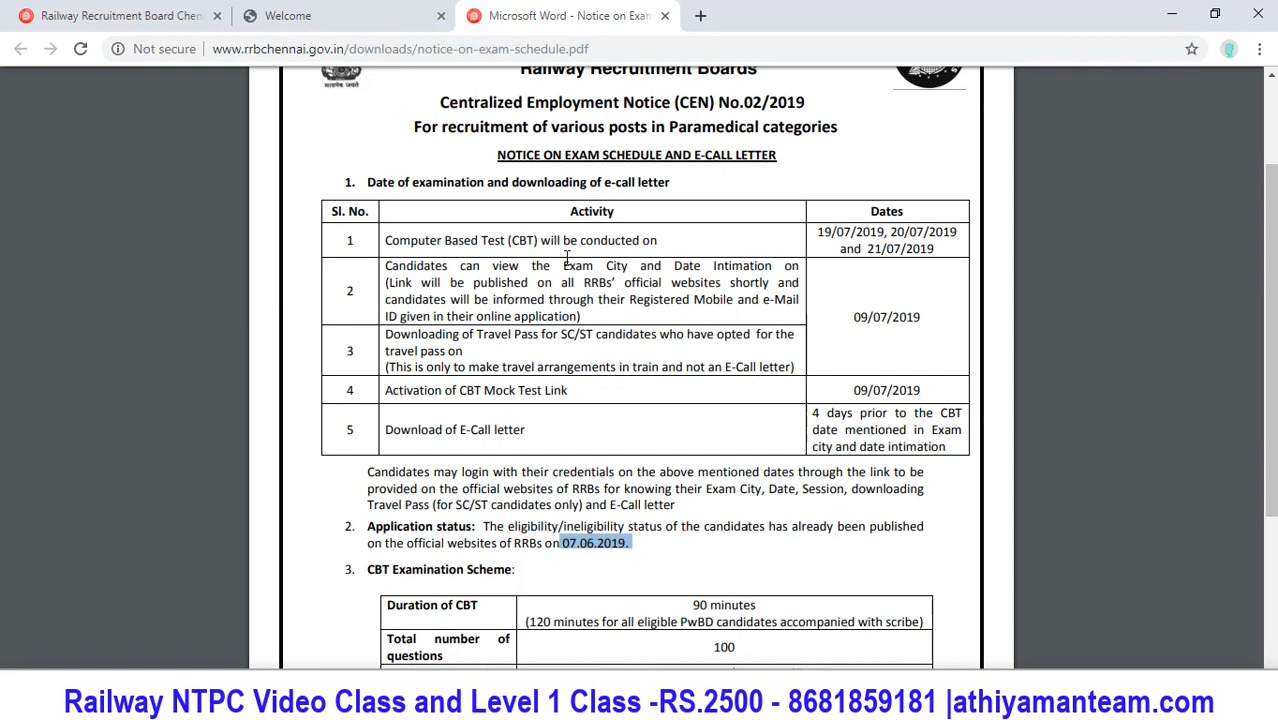 Railway Recruitment Board Chen
Welcome
Microsoft Word - Notice on Exam
Not secure
www.rrbchennai.gov.in/downloads/notice-on-exam-schedule.pdf
सत्यमेव जयते
Railway Recruitment Boards
Centralized Employment Notice (CEN) No.02/2019
For recruitment of various posts in Paramedical categories
NOTICE ON EXAM SCHEDULE AND E-CALL LETTER
1. Date of examination and downloading of e-call letter
Sl. No. Activity Dates
1 Computer Based Test (CBT) will be conducted on 19/07/2019, 20/07/2019
and 21/07/2019
2 Candidates can view the Exam City and Date Intimation on
(Link will be published on all RRBs' official websites shortly and
candidates will be informed through their Registered Mobile and e-Mail
ID given in their online application)
09/07/2019
3 Downloading of Travel Pass for SC/ST candidates who have opted for the
travel pass on
(This is only to make travel arrangements in train and not an E-Call letter)
4 Activation of CBT Mock Test Link 09/07/2019
5 Download of E-Call letter 4 days prior to the CBT
date mentioned in Exam
city and date intimation
Candidates may login with their credentials on the above mentioned dates through the link to be
provided on the official websites of RRBs for knowing their Exam City, Date, Session, downloading
Travel Pass (for SC/ST candidates only) and E-Call letter
2. Application status: The eligibility/ineligibility status of the candidates has already been published
on the official websites of RRBs on 07.06.2019.
3. CBT Examination Scheme:
Duration of CBT 90 minutes
(120 minutes for all eligible PwBD candidates accompanied with scribe)
Total number of
questions 100
Railway NTPC Video Class and Level 1 Class -RS.2500 - 8681859181 |athiyamanteam.com